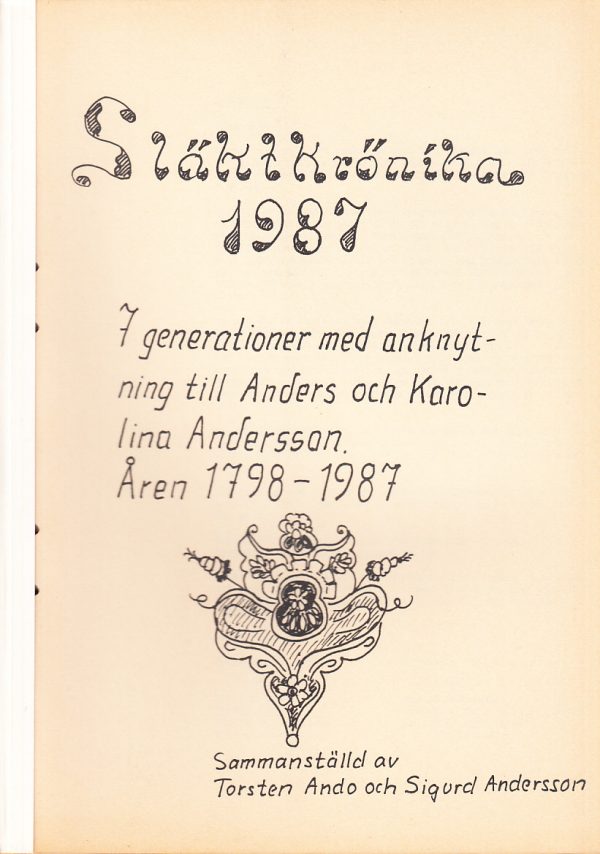 Släktkrönika
1987
7 generationer med anknyt-
ning till Anders och Karo-
lina Andersson.
Åren 1798-1987
Sammanställd av
Torsten Ando och Sigurd Andersson